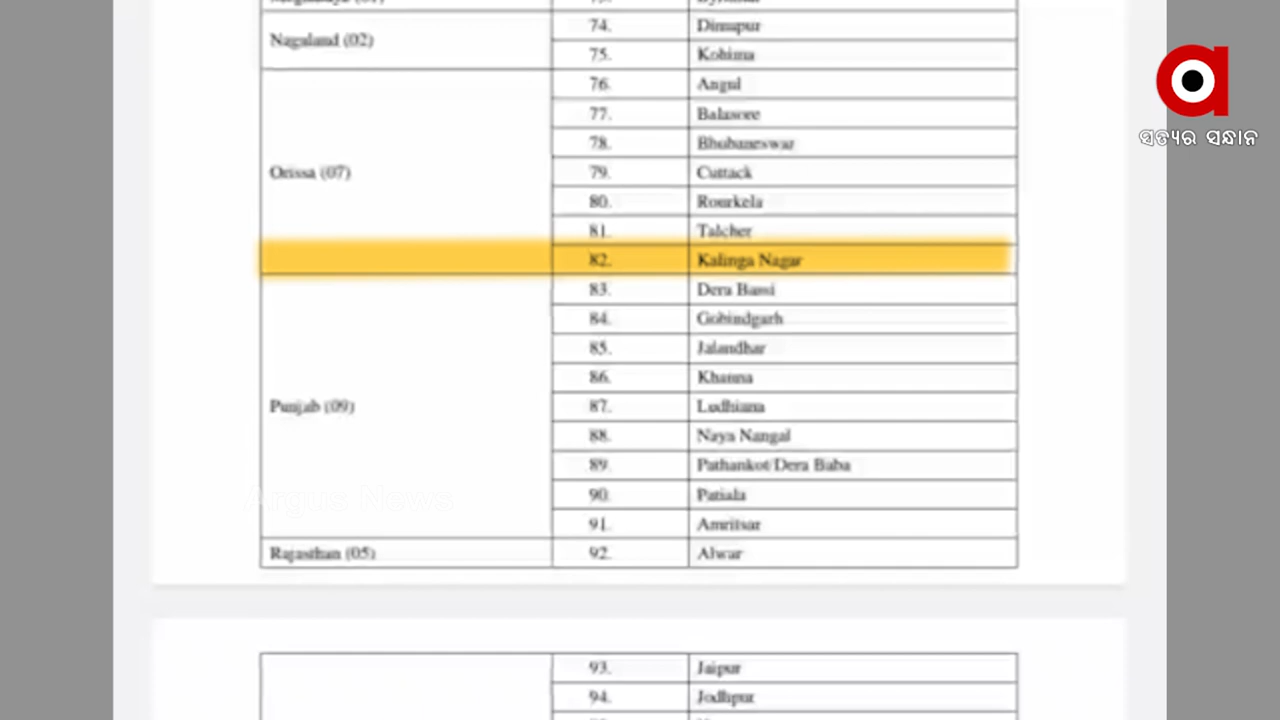 74. Dimapur
Nagaland (02)
75. Kohima
76. Angul
77. Balasore
78. Bhubaneswar
Orissa (07) 79. Cuttack
80. Rourkela
81. Talcher
82. Kalinga Nagar
83. Dera Bassi
84. Gobindgarh
85. Jalandhar
86. Khanna
Punjab (09) 87. Ludhiana
88. Naya Nangal
89. Pathankot/Dera Baba
90. Patiala
91. Amritsar
Rajasthan (05) 92. Alwar
93. Jaipur
94. Jodhpur
Argus News
a
ସତ୍ୟର ସନ୍ଧାନ